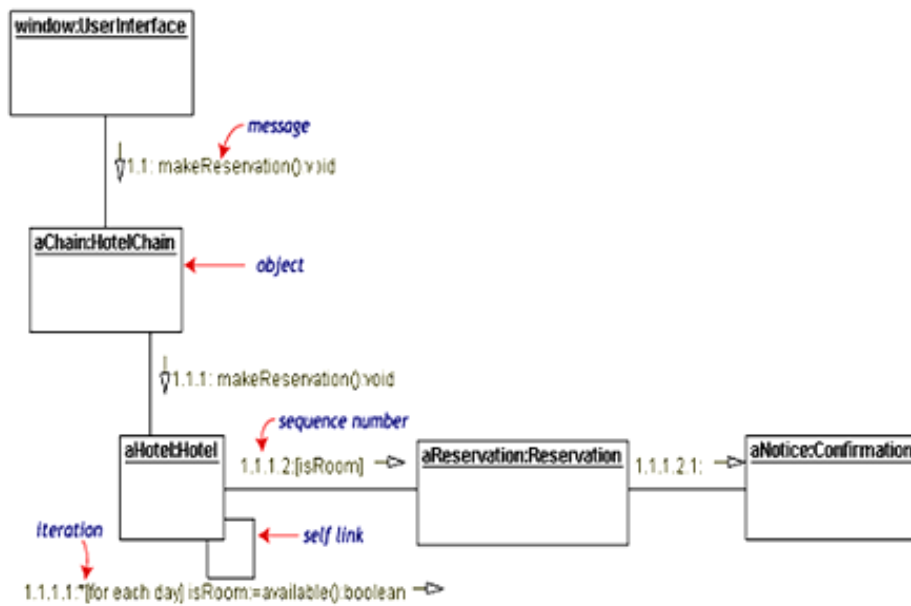 window:UserInterface
message
1.1: makeReservation():void
aChain:HotelChain
object
1.1.1: makeReservation():void
sequence number
aHotel:Hotel
1.1.1.2:[isRoom]
aReservation:Reservation
1.1.1.2.1:
aNotice:Confirmation
iteration
self link
1.1.1.1:*[for each day] isRoom:=available():boolean